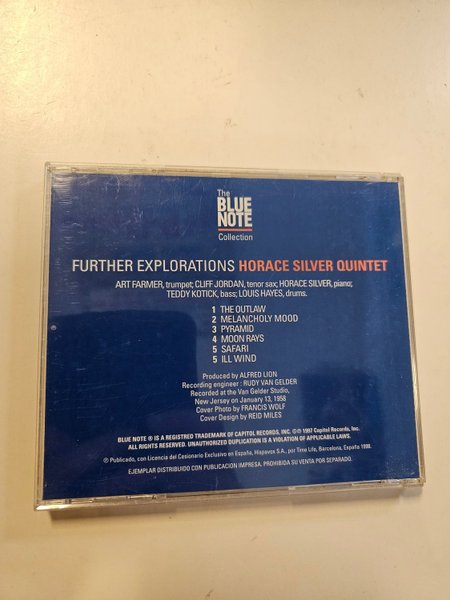 The
BLUE
NOTE
Collection
FURTHER EXPLORATIONS HORACE SILVER QUINTET
ART FARMER, trumpet; CLIFF JORDAN, tenor sax; HORACE SILVER, piano;
TEDDY KOTICK, bass; LOUIS HAYES, drums.
1 THE OUTLAW
2 MELANCHOLY MOOD
3 PYRAMID
4 MOON RAYS
5 SAFARI
5 ILL WIND
Produced by ALFRED LION
Recording engineer : RUDY VAN GELDER
Recorded at the Van Gelder Studio,
New Jersey on January 13, 1958
Cover Photo by FRANCIS WOLF
Cover Design by REID MILES
BLUE NOTE ® IS A REGISTRED TRADEMARK OF CAPITOL RECORDS, INC. ℗ © 1997 Capitol Records, Inc.
ALL RIGHTS RESERVED. UNAUTHORIZED DUPLICATION IS A VIOLATION OF APPLICABLE LAWS.
℗ Publicado, con Licencia del Cesionario Exclusivo en España, Hispavox S.A., por Time Life, Barcelona, España 1998.
EJEMPLAR DISTRIBUIDO CON PUBLICACION IMPRESA. PROHIBIDA SU VENTA POR SEPARADO.